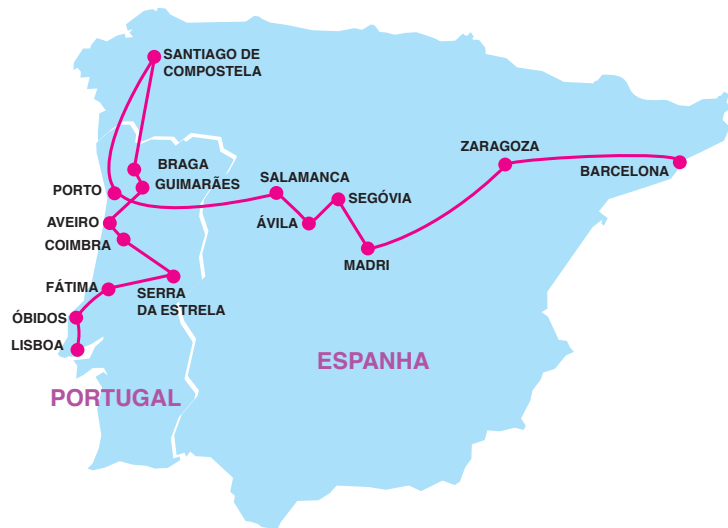 SANTIAGO DE
COMPOSTELA
ZARAGOZA
BRAGA
BARCELONA
SALAMANCA
GUIMARÃES
PORTO
SEGÓVIA
AVEIRO
ÁVILA
COIMBRA
MADRI
FÁTIMA
SERRA
DA ESTRELA
ÓBIDOS
LISBOA
ESPANHA
PORTUGAL